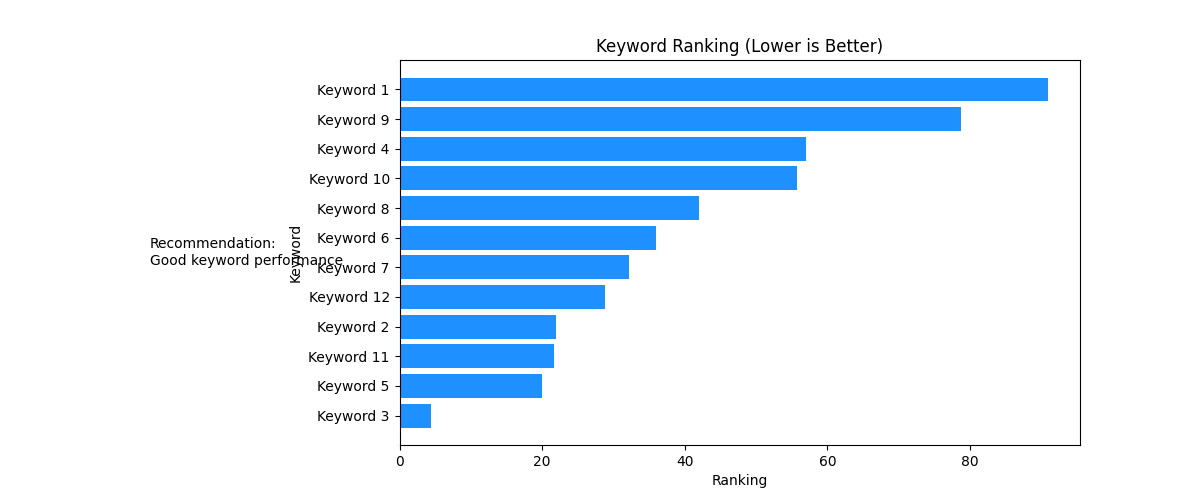 Keyword Ranking (Lower is Better)
Keyword 1
Keyword 9
Keyword 4
Keyword 10
Keyword 8
Keyword 6
Keyword 7
Keyword 12
Keyword 2
Keyword 11
Keyword 5
Keyword 3
Keyword
Recommendation:
Good keyword performance
0 20 40 60 80
Ranking